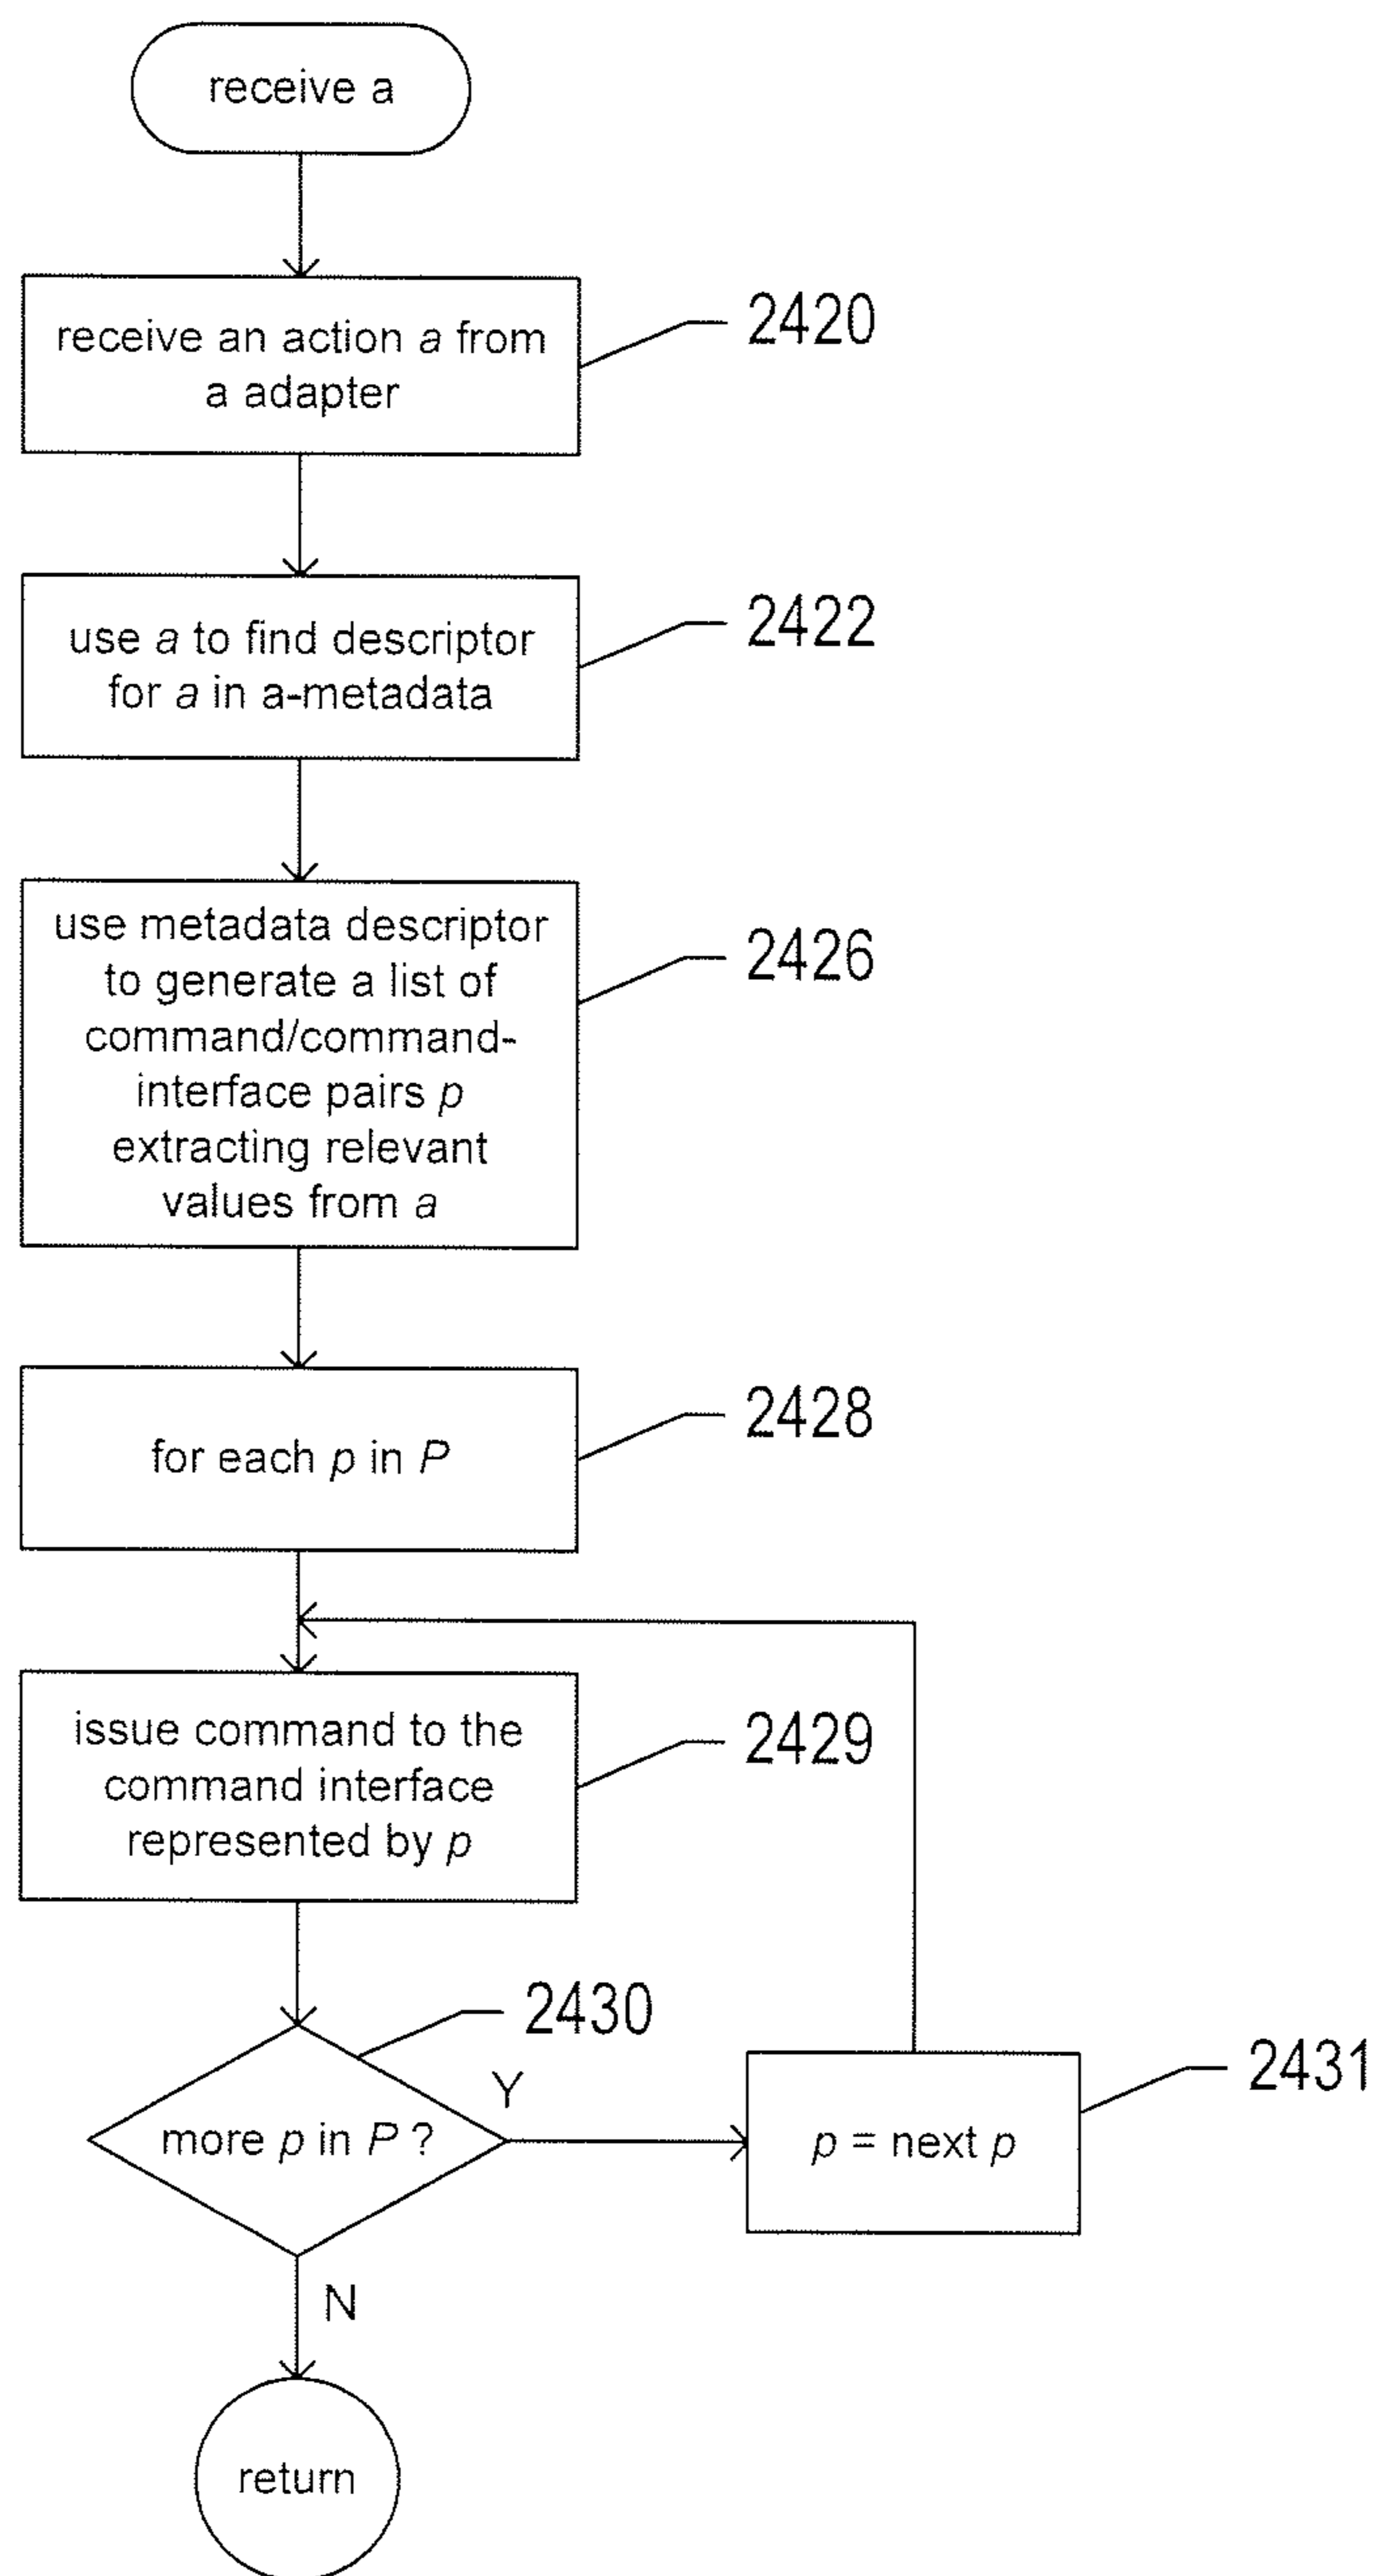 receive a
receive an action a from
a adapter
2420
use a to find descriptor
for a in a-metadata
2422
use metadata descriptor
to generate a list of
command/command-
interface pairs p
extracting relevant
values from a
2426
for each p in P
2428
issue command to the
command interface
represented by p
2429
2430
more p in P ?
Y
p = next p
2431
N
return